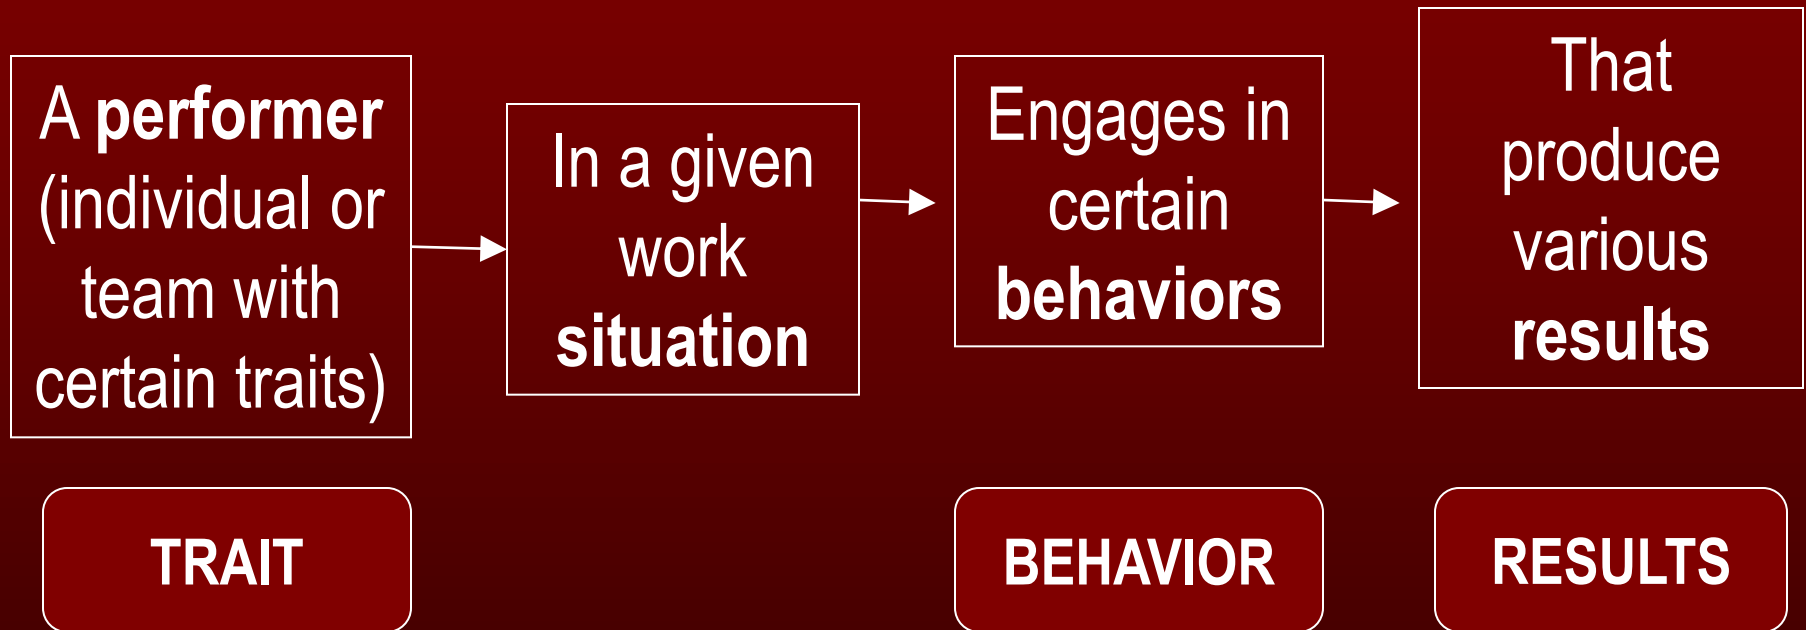 A performer
(individual or
team with
certain traits)
In a given
work
situation
Engages in
certain
behaviors
That
produce
various
results
TRAIT
BEHAVIOR
RESULTS